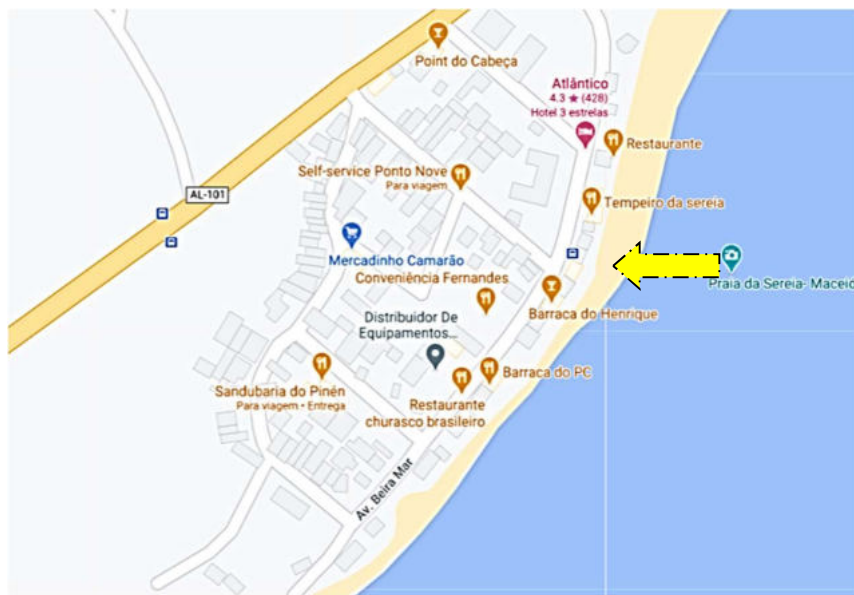 Point do Cabeça
Atlântico
4.3 ★ (428)
Hotel 3 estrelas
Restaurante
Self-service Ponto Nove
Para viagem
AL-101
Tempeiro da sereia
Mercadinho Camarão
Conveniência Fernandes
Praia da Sereia- Maceió
Barraca do Henrique
Distribuidor De
Equipamentos...
Barraca do PC
Sandubaria do Pinén
Para viagem • Entrega
Restaurante
churasco brasileiro
Av. Beira Mar